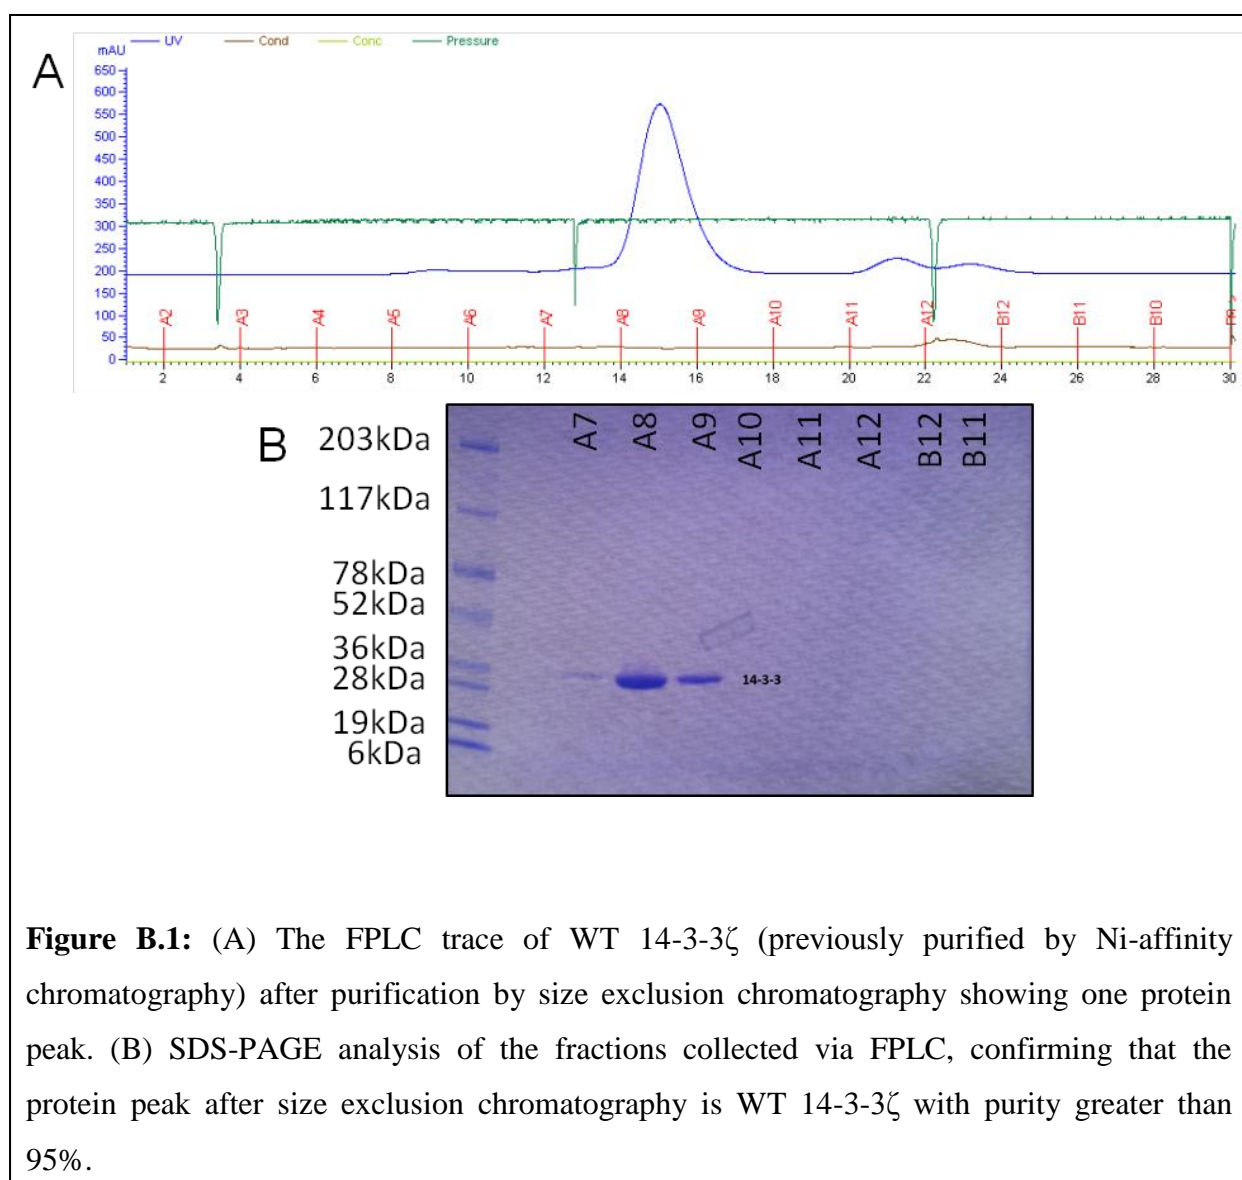 A
UV Cond Conc Pressure
mAU
650
600
550
500
450
400
350
300
250
200
150
100
50
0
A2 A3 A4 A5 A6 A7 A8 A9 A10 A11 A12 B12 B11 B10
2 4 6 8 10 12 14 16 18 20 22 24 26 28 30
B
A7 A8 A9 A10 A11 A12 B12 B11
203kDa
117kDa
78kDa
52kDa
36kDa
28kDa
14-3-3
19kDa
6kDa
Figure B.1: (A) The FPLC trace of WT 14-3-3ζ (previously purified by Ni-affinity
chromatography) after purification by size exclusion chromatography showing one protein
peak. (B) SDS-PAGE analysis of the fractions collected via FPLC, confirming that the
protein peak after size exclusion chromatography is WT 14-3-3ζ with purity greater than
95%.